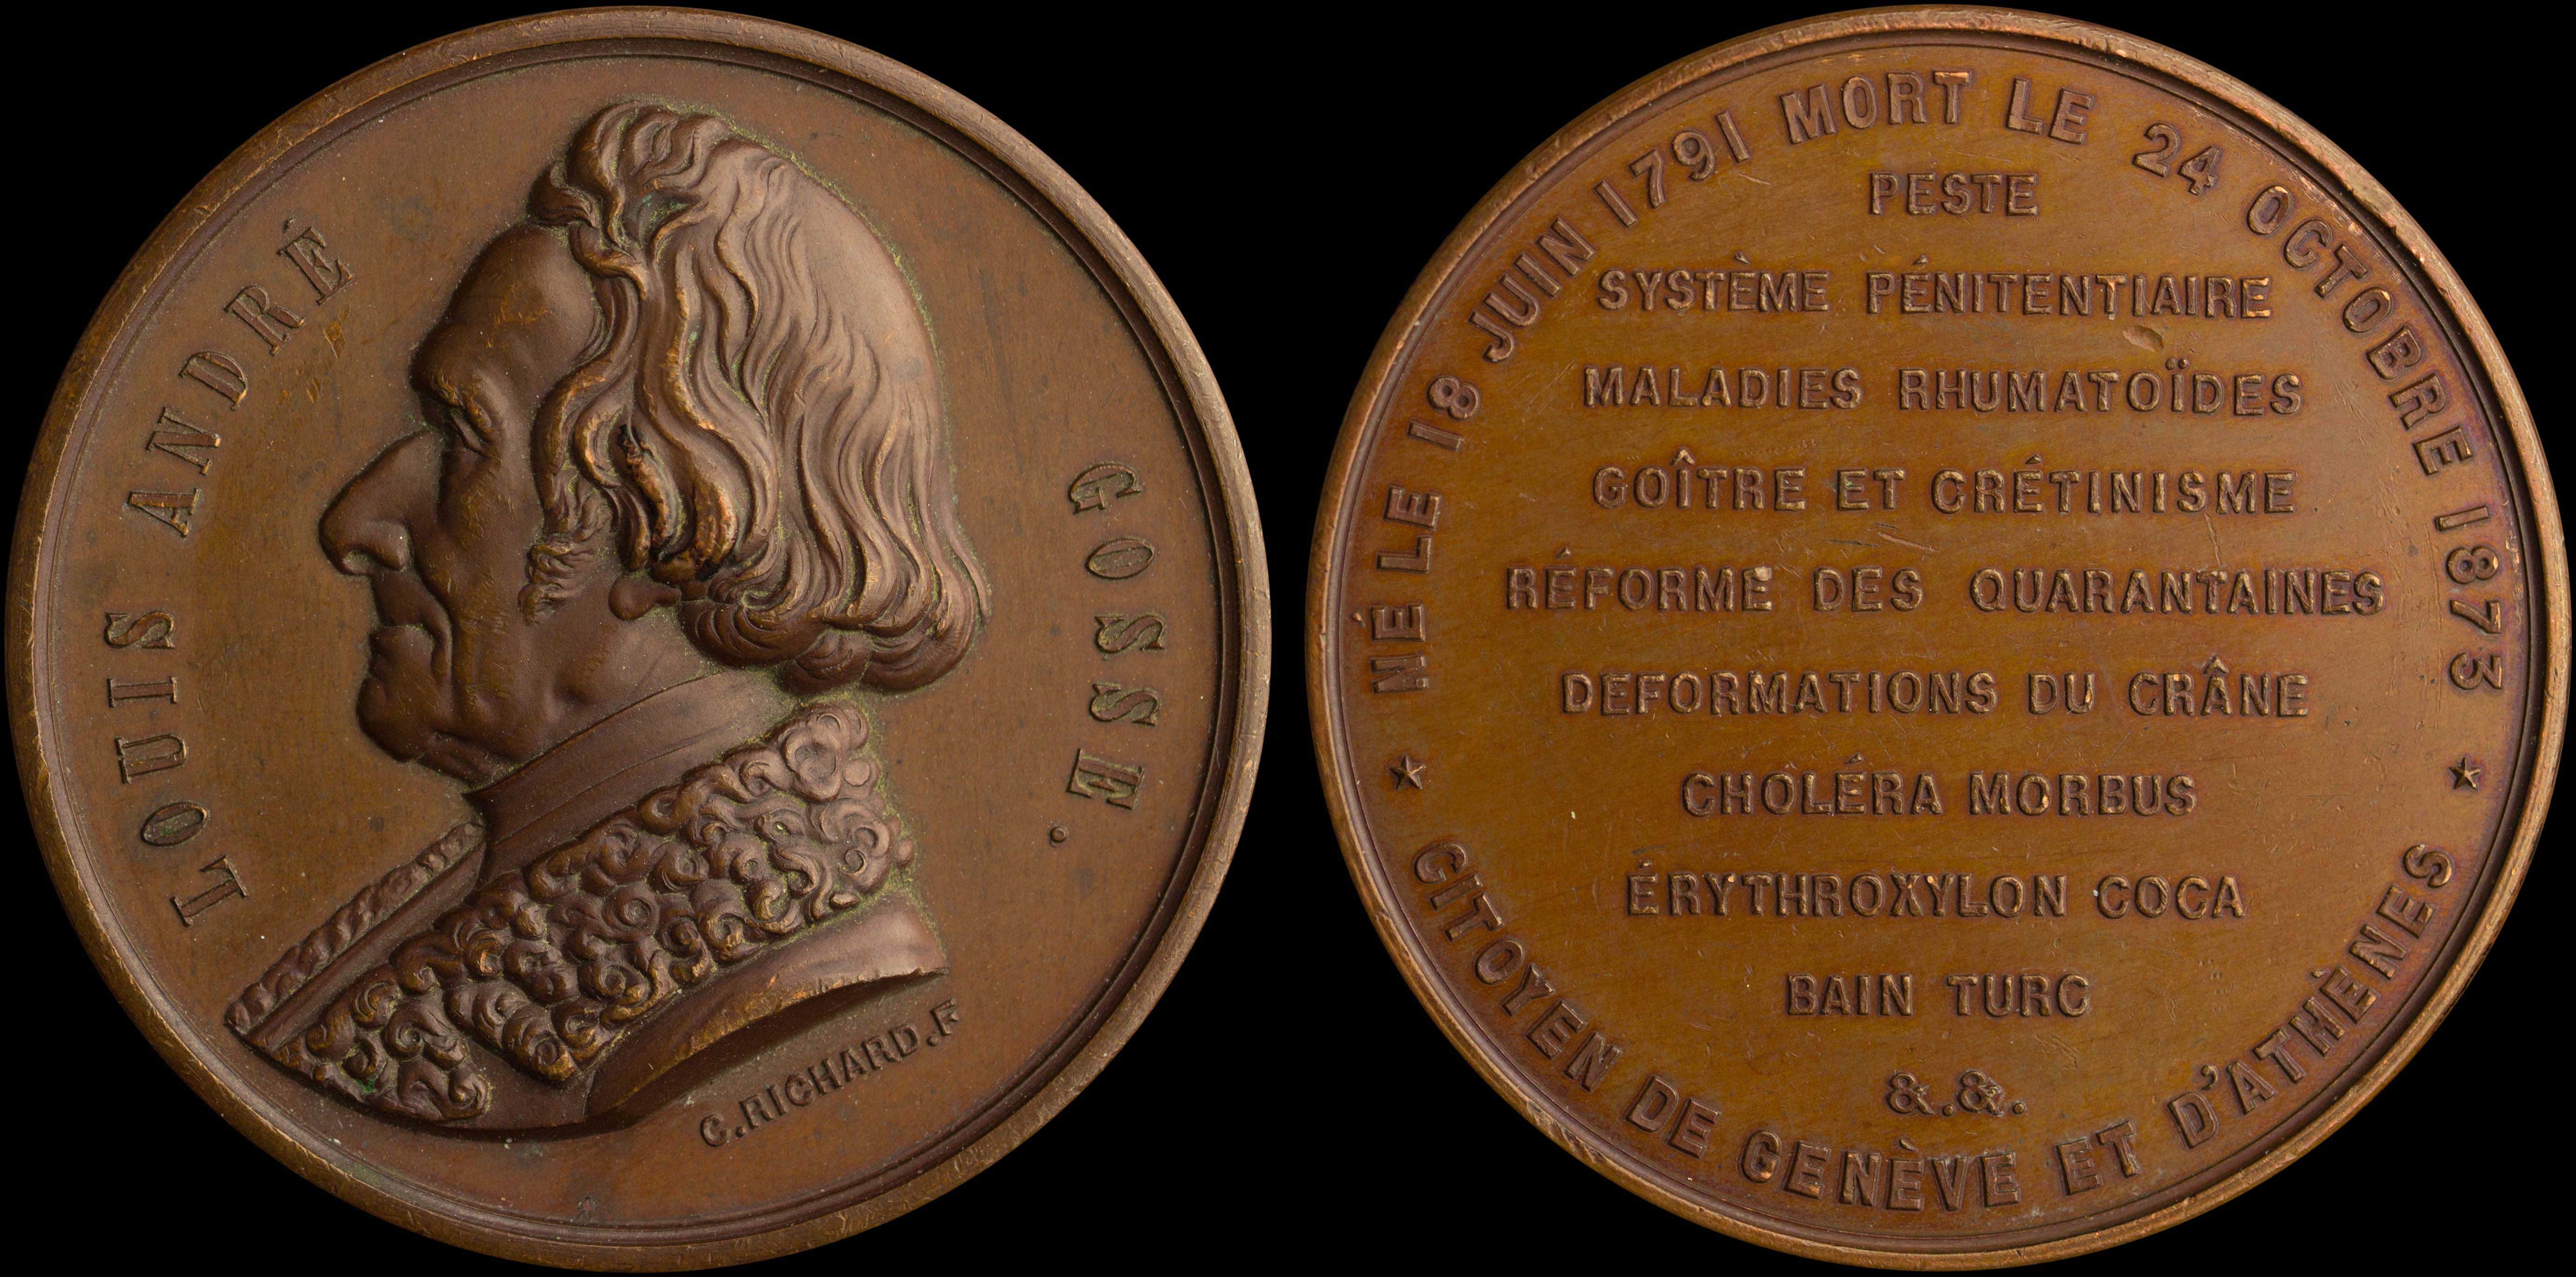 LOUIS ANDRÉ GOSSE.
C.RICHARD.F
NÉ LE 18 JUIN 1791 MORT LE 24 OCTOBRE 1873
PESTE
SYSTÈME PÉNITENTIAIRE
MALADIES RHUMATOÏDES
GOÎTRE ET CRÉTINISME
RÉFORME DES QUARANTAINES
DEFORMATIONS DU CRÂNE
CHOLÉRA MORBUS
ÉRYTHROXYLON COCA
BAIN TURC
&.&.
★ CITOYEN DE GENÈVE ET D'ATHÈNES ★